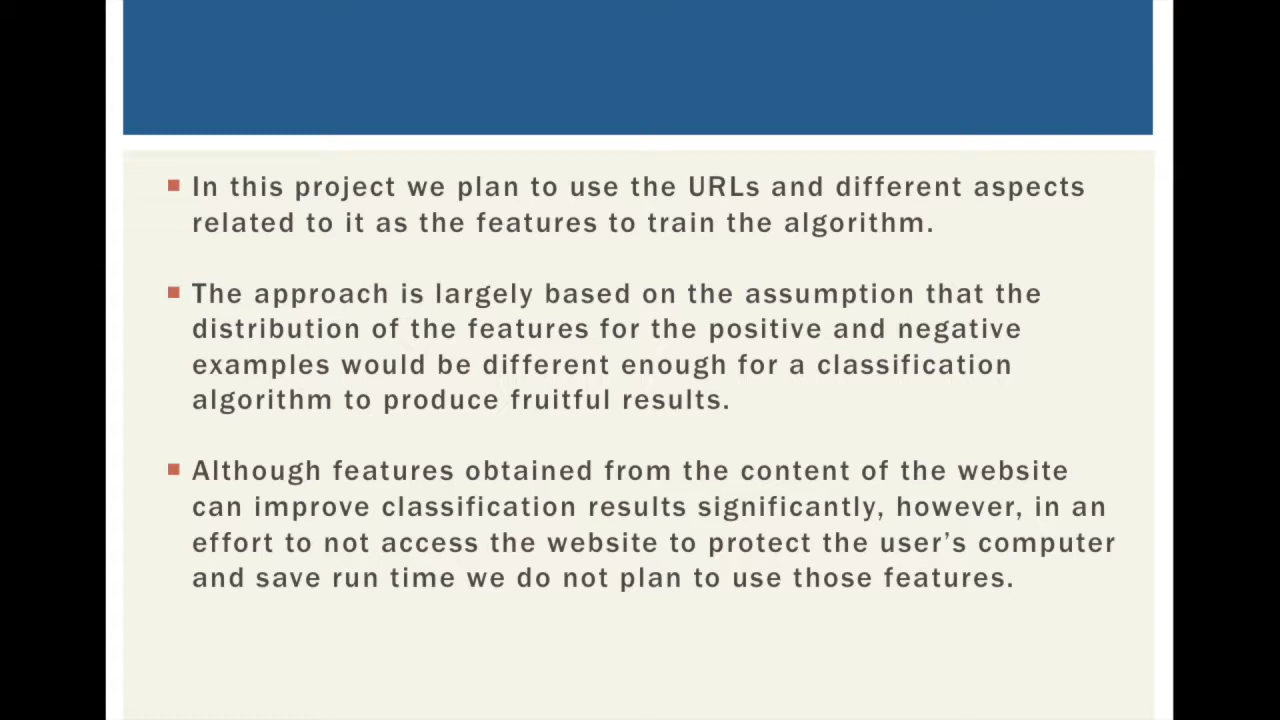 In this project we plan to use the URLs and different aspects
related to it as the features to train the algorithm.
The approach is largely based on the assumption that the
distribution of the features for the positive and negative
examples would be different enough for a classification
algorithm to produce fruitful results.
Although features obtained from the content of the website
can improve classification results significantly, however, in an
effort to not access the website to protect the user’s computer
and save run time we do not plan to use those features.